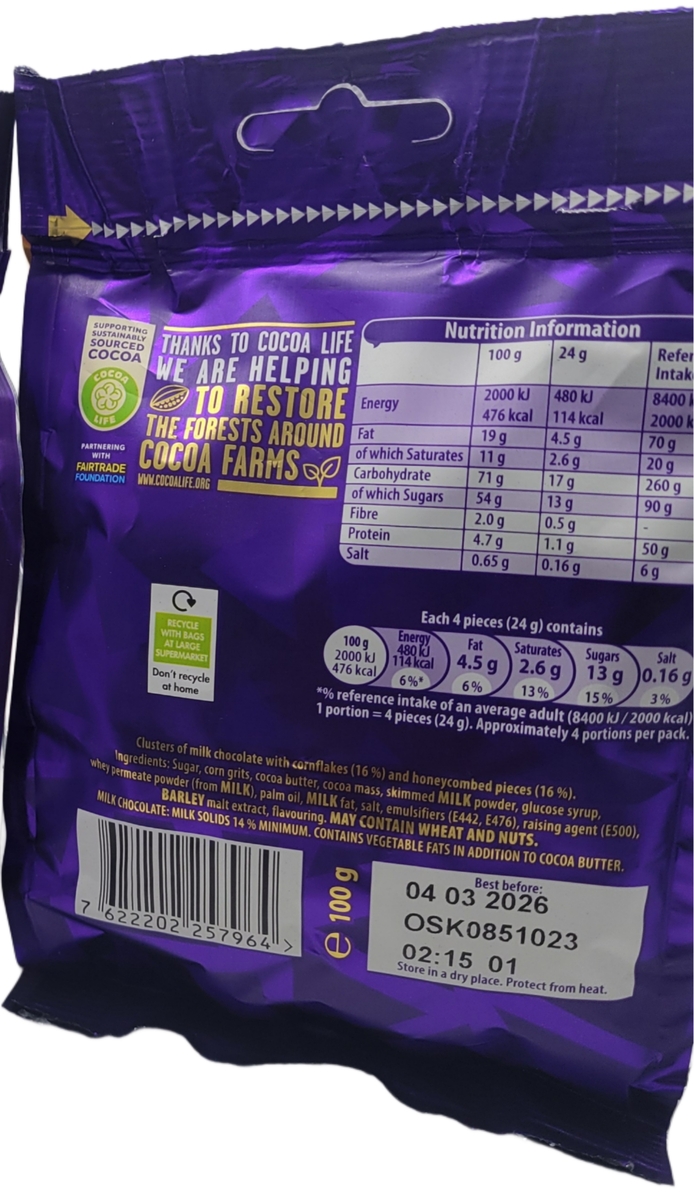 SUPPORTING
SUSTAINABLY
SOURCED
COCOA
COCOA
LIFE
PARTNERING
WITH
FAIRTRADE
FOUNDATION
THANKS TO COCOA LIFE
WE ARE HELPING
TO RESTORE
THE FORESTS AROUND
COCOA FARMS
WWW.COCOALIFE.ORG
Nutrition Information
100 g 24 g Refer
Intak
Energy 2000 kJ 480 kJ 8400 k
476 kcal 114 kcal 2000 k
Fat 19 g 4.5 g 70 g
of which Saturates 11 g 2.6 g 20 g
Carbohydrate 71 g 17 g 260 g
of which Sugars 54 g 13 g 90 g
Fibre 2.0 g 0.5 g -
Protein 4.7 g 1.1 g 50 g
Salt 0.65 g 0.16 g 6 g
RECYCLE
WITH BAGS
AT LARGE
SUPERMARKET
Don't recycle
at home
Each 4 pieces (24 g) contains
100 g
2000 kJ
476 kcal
Energy
480 kJ
114 kcal
6%*
Fat
4.5 g
6%
Saturates
2.6 g
13 %
Sugars
13 g
15 %
Salt
0.16 g
3 %
*% reference intake of an average adult (8400 kJ / 2000 kcal)
1 portion = 4 pieces (24 g). Approximately 4 portions per pack.
Clusters of milk chocolate with cornflakes (16 %) and honeycombed pieces (16 %).
Ingredients: Sugar, corn grits, cocoa butter, cocoa mass, skimmed MILK powder, glucose syrup,
whey permeate powder (from MILK), palm oil, MILK fat, salt, emulsifiers (E442, E476), raising agent (E500),
BARLEY malt extract, flavouring. MAY CONTAIN WHEAT AND NUTS.
MILK CHOCOLATE: MILK SOLIDS 14 % MINIMUM. CONTAINS VEGETABLE FATS IN ADDITION TO COCOA BUTTER.
7 622202 257964 >
e 100 g
Best before:
04 03 2026
OSK0851023
02:15 01
Store in a dry place. Protect from heat.